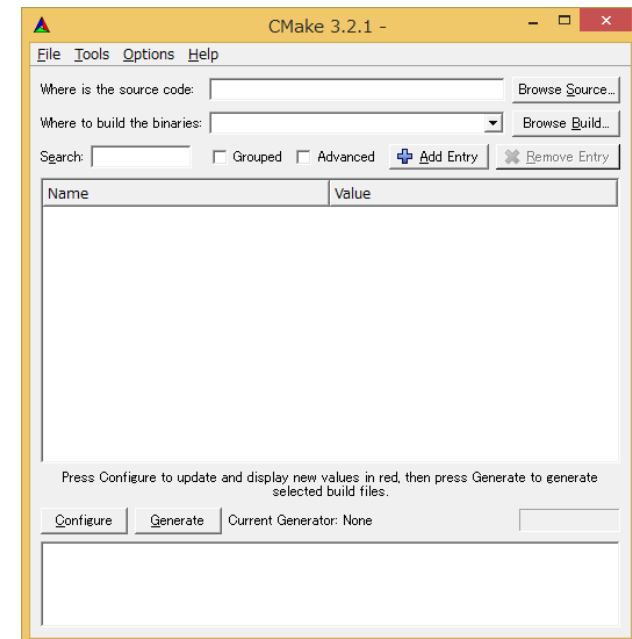 CMake 3.2.1 -
File Tools Options Help
Where is the source code:
Browse Source...
Where to build the binaries:
Browse Build...
Search:
Grouped
Advanced
Add Entry
Remove Entry
Name
Value
Press Configure to update and display new values in red, then press Generate to generate
selected build files.
Configure
Generate
Current Generator: None